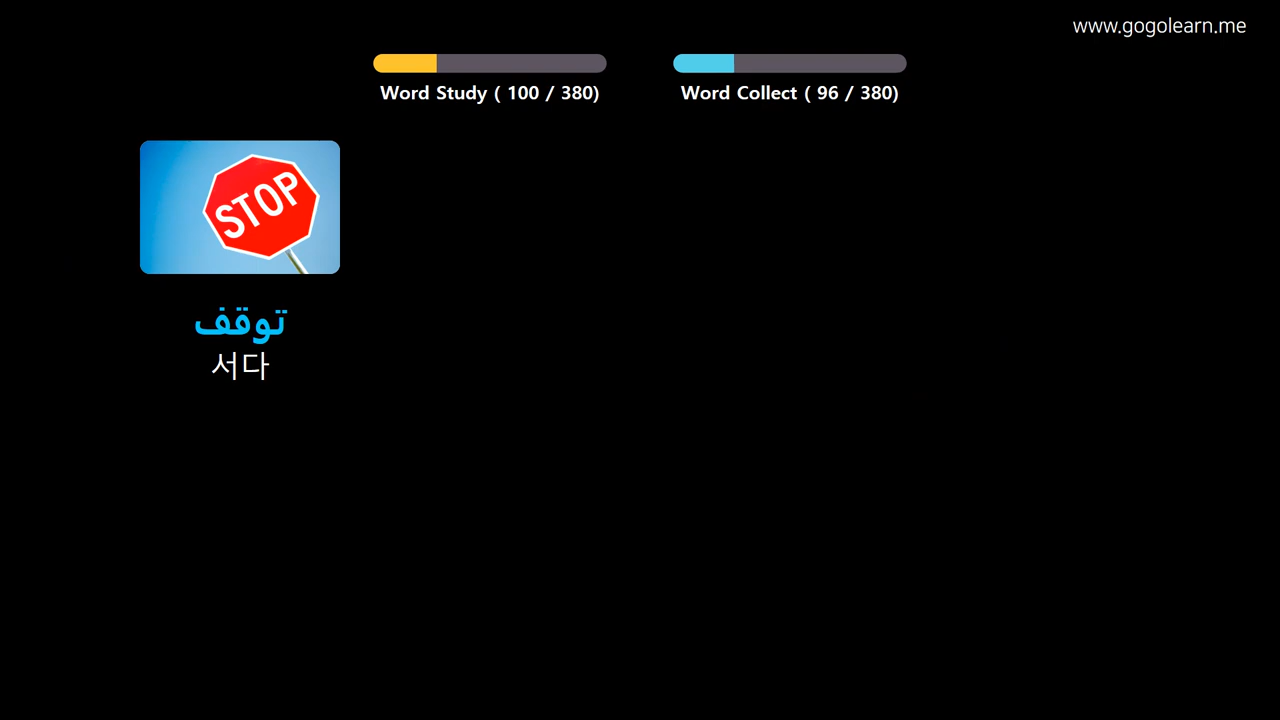 www.gogolearn.me
Word Study ( 100 / 380)
Word Collect ( 96 / 380)
STOP
توقف
서다